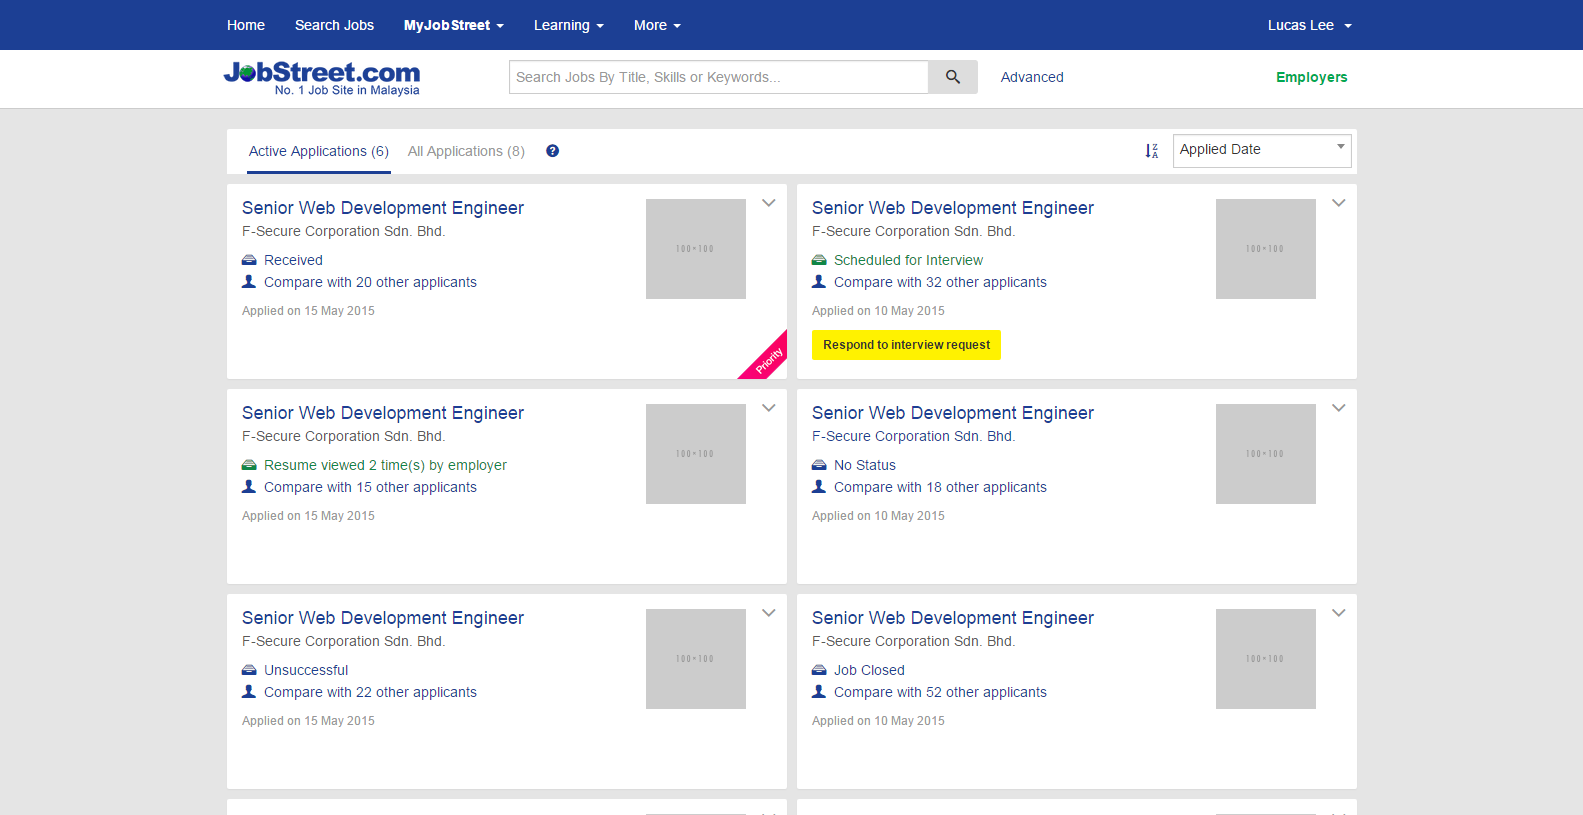 Home Search Jobs MyJobStreet Learning More Lucas Lee
JobStreet.com
No. 1 Job Site in Malaysia
Search Jobs By Title, Skills or Keywords... Advanced Employers
Active Applications (6) All Applications (8) ? Applied Date
Senior Web Development Engineer
F-Secure Corporation Sdn. Bhd.
Received
Compare with 20 other applicants
Applied on 15 May 2015
100×100
Priority
Senior Web Development Engineer
F-Secure Corporation Sdn. Bhd.
Scheduled for Interview
Compare with 32 other applicants
Applied on 10 May 2015
Respond to interview request
100×100
Senior Web Development Engineer
F-Secure Corporation Sdn. Bhd.
Resume viewed 2 time(s) by employer
Compare with 15 other applicants
Applied on 15 May 2015
100×100
Senior Web Development Engineer
F-Secure Corporation Sdn. Bhd.
No Status
Compare with 18 other applicants
Applied on 10 May 2015
100×100
Senior Web Development Engineer
F-Secure Corporation Sdn. Bhd.
Unsuccessful
Compare with 22 other applicants
Applied on 15 May 2015
100×100
Senior Web Development Engineer
F-Secure Corporation Sdn. Bhd.
Job Closed
Compare with 52 other applicants
Applied on 10 May 2015
100×100